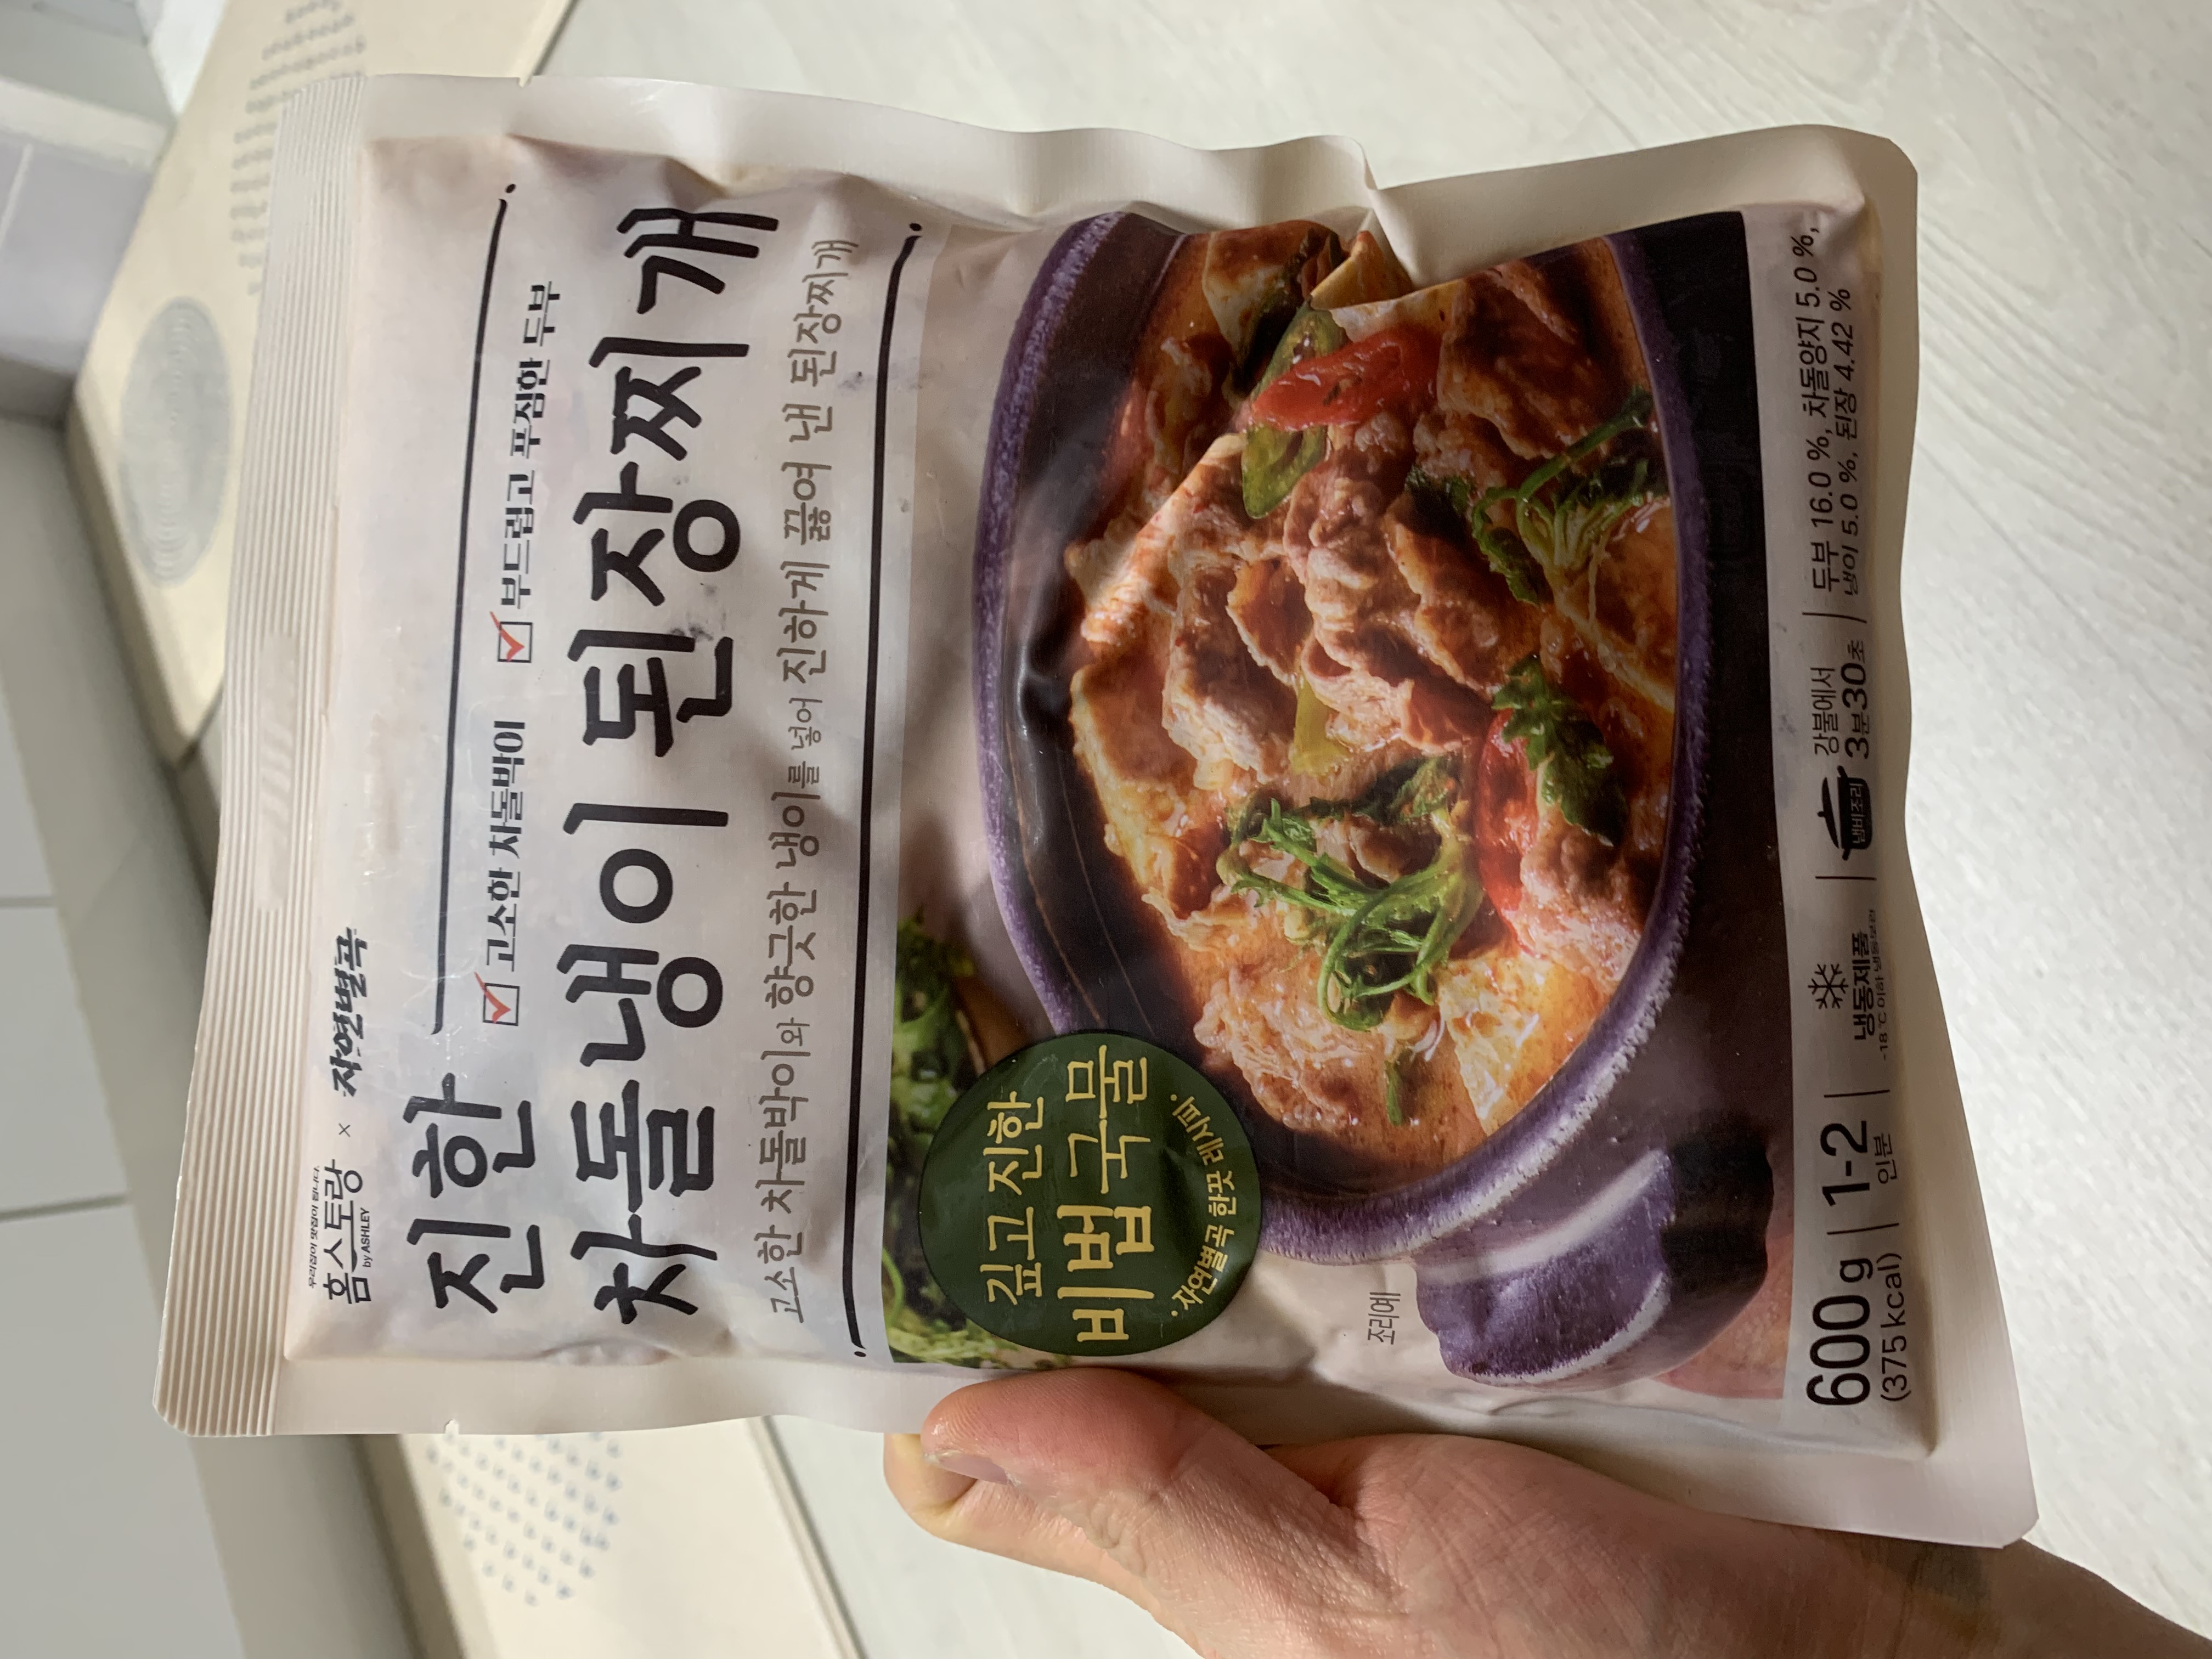 우리집이 맛집이 됩니다.
홈스토랑 × 자연별곡
by ASHLEY
진한
고소한 차돌박이 부드럽고 푸짐한 두부
차돌냉이 된장찌개
고소한 차돌박이와 향긋한 냉이를 넣어 진하게 끓여 낸 된장찌개
깊고 진한
비법국물
자연별곡 한끗 레시피
조리예
600 g
(375 kcal)
1-2
인분
냉동제품
-18℃이하 냉동보관
냄비조리
강불에서
3분30초
두부 16.0 %, 차돌양지 5.0 %,
냉이 5.0 %, 된장 4.42 %